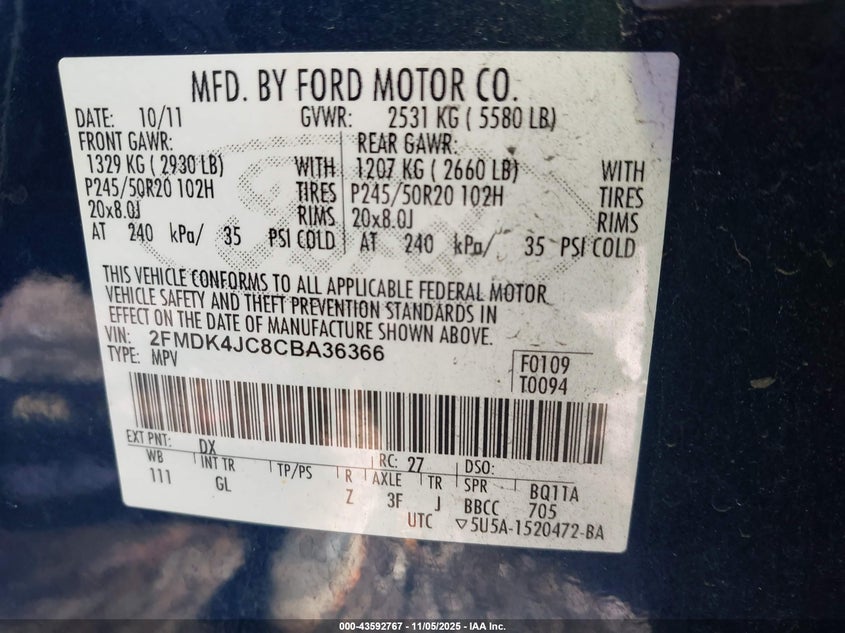 MFD. BY FORD MOTOR CO.
DATE: 10/11 GVWR: 2531 KG ( 5580 LB)
FRONT GAWR: REAR GAWR:
1329 KG ( 2930 LB) WITH 1207 KG ( 2660 LB) WITH
P245/50R20 102H TIRES P245/50R20 102H TIRES
20x8.0J RIMS 20x8.0J RIMS
AT 240 kPa/ 35 PSI COLD AT 240 kPa/ 35 PSI COLD
THIS VEHICLE CONFORMS TO ALL APPLICABLE FEDERAL MOTOR
VEHICLE SAFETY AND THEFT PREVENTION STANDARDS IN
EFFECT ON THE DATE OF MANUFACTURE SHOWN ABOVE.
VIN: 2FMDK4JC8CBA36366
TYPE: MPV
F0109
T0094
EXT PNT: DX RC: 27 DSO:
WB INT TR TP/PS R AXLE TR SPR BQ11A
111 GL Z 3F J BBCC 705
UTC ▽5U5A-1520472-BA
000-43592767 - 11/05/2025 - IAA Inc.